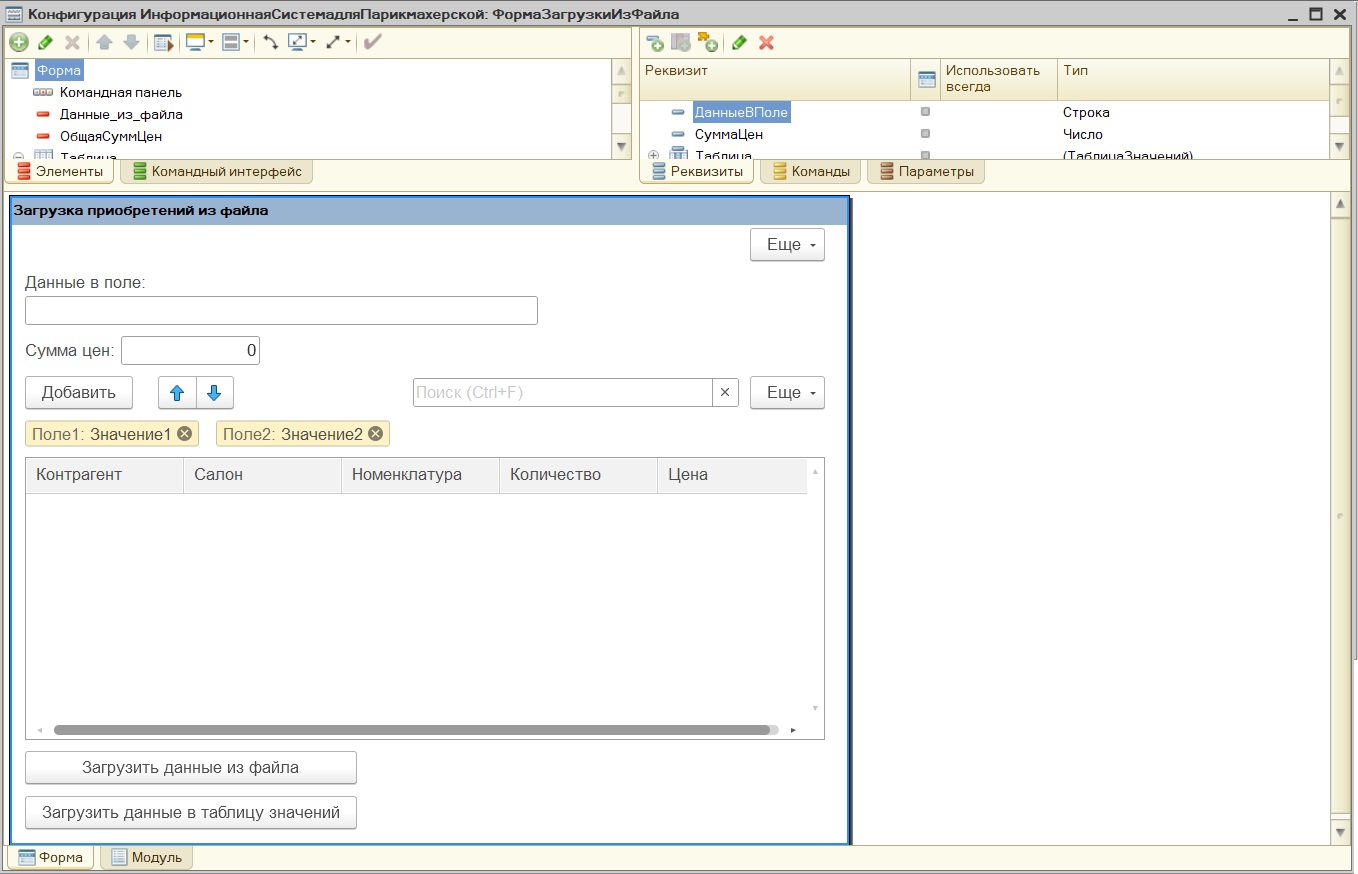 Конфигурация ИнформационнаяСистемадляПарикмахерской: ФормаЗагрузкиИзФайла
Форма
Командная панель
Данные_из_файла
ОбщаяСуммЦен
Таблица
Элементы
Командный интерфейс
Реквизит
Использовать всегда
Тип
ДанныеВПоле
Строка
СуммаЦен
Число
Таблица
(ТаблицаЗначений)
Реквизиты
Команды
Параметры
Загрузка приобретений из файла
Еще
Данные в поле:
Сумма цен: 0
Добавить
Поиск (Ctrl+F)
Еще
Поле1: Значение1
Поле2: Значение2
Контрагент
Салон
Номенклатура
Количество
Цена
Загрузить данные из файла
Загрузить данные в таблицу значений
Форма
Модуль